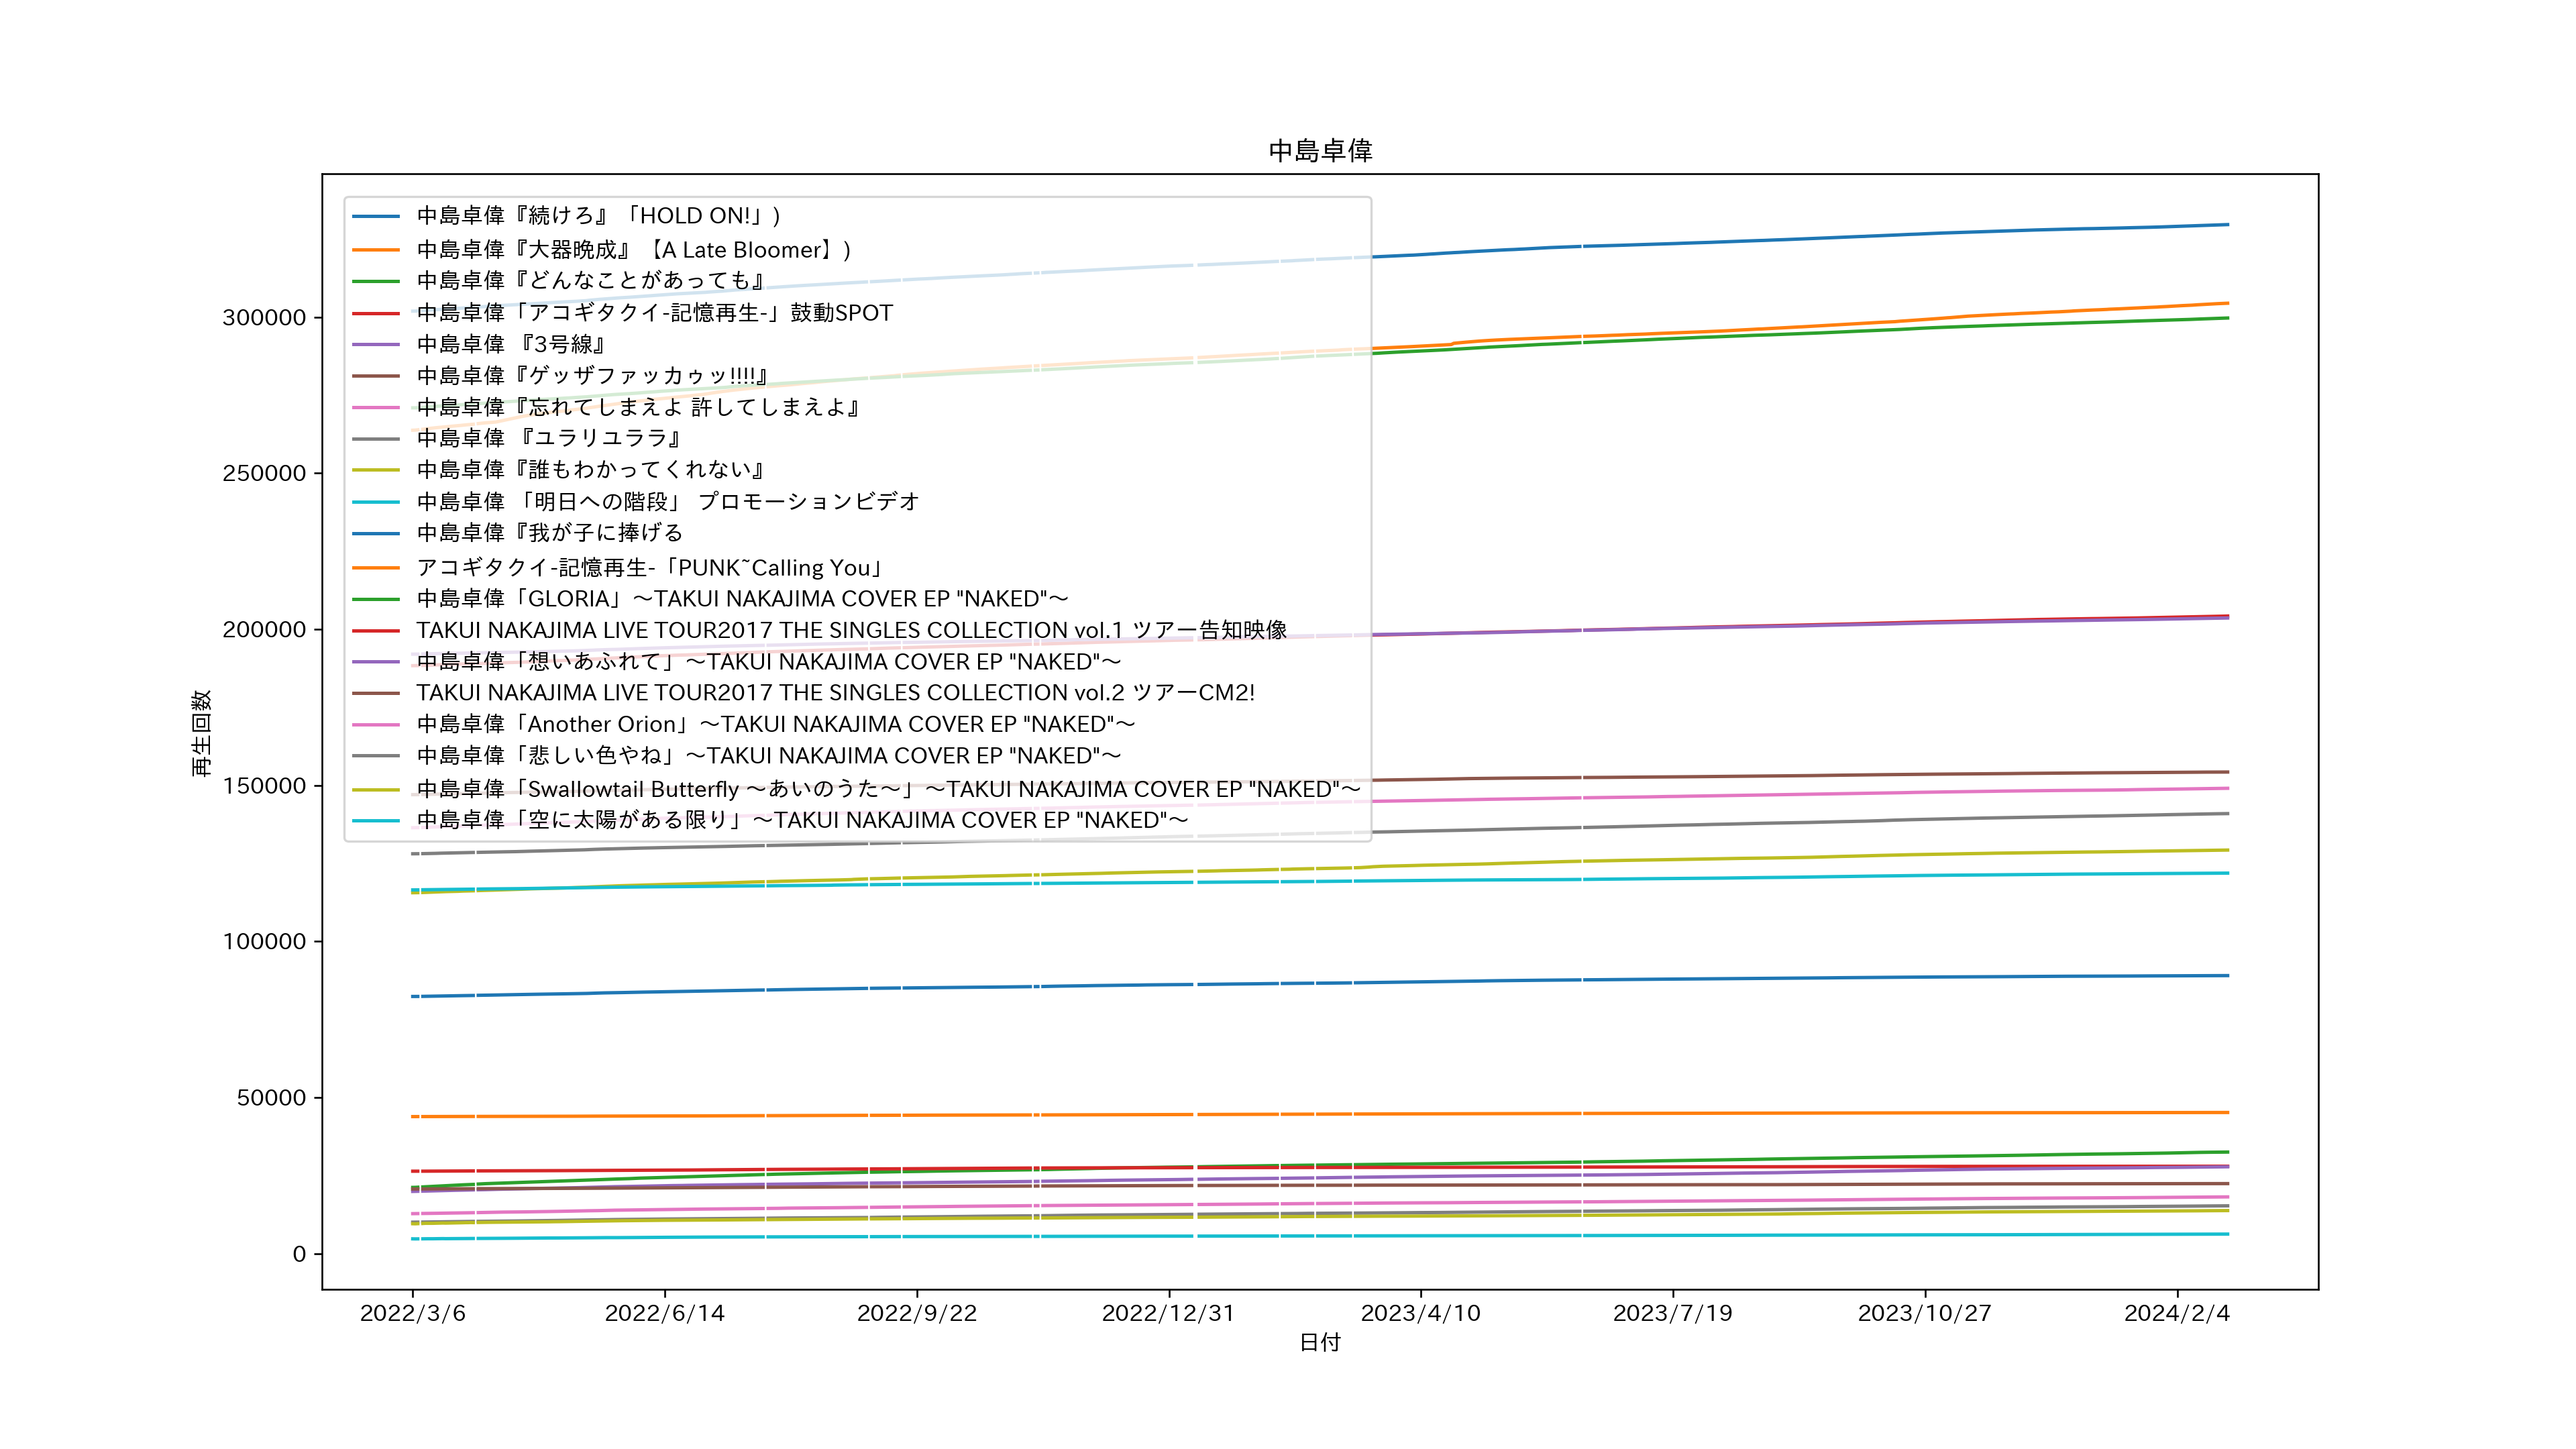 中島卓偉
中島卓偉『続けろ』「HOLD ON!」)
中島卓偉『大器晩成』【A Late Bloomer】)
中島卓偉『どんなことがあっても』
中島卓偉「アコギタクイ-記憶再生-」鼓動SPOT
中島卓偉 『3号線』
中島卓偉『ゲッザファッカゥッ!!!!』
中島卓偉『忘れてしまえよ 許してしまえよ』
中島卓偉 『ユラリユララ』
中島卓偉『誰もわかってくれない』
中島卓偉 「明日への階段」 プロモーションビデオ
中島卓偉『我が子に捧げる
アコギタクイ-記憶再生-「PUNK~Calling You」
中島卓偉「GLORIA」～TAKUI NAKAJIMA COVER EP "NAKED"～
TAKUI NAKAJIMA LIVE TOUR2017 THE SINGLES COLLECTION vol.1 ツアー告知映像
中島卓偉「想いあふれて」～TAKUI NAKAJIMA COVER EP "NAKED"～
TAKUI NAKAJIMA LIVE TOUR2017 THE SINGLES COLLECTION vol.2 ツアーCM2!
中島卓偉「Another Orion」～TAKUI NAKAJIMA COVER EP "NAKED"～
中島卓偉「悲しい色やね」～TAKUI NAKAJIMA COVER EP "NAKED"～
中島卓偉「Swallowtail Butterfly ～あいのうた～」～TAKUI NAKAJIMA COVER EP "NAKED"～
中島卓偉「空に太陽がある限り」～TAKUI NAKAJIMA COVER EP "NAKED"～
再生回数
300000
250000
200000
150000
100000
50000
0
2022/3/6
2022/6/14
2022/9/22
2022/12/31
2023/4/10
2023/7/19
2023/10/27
2024/2/4
日付